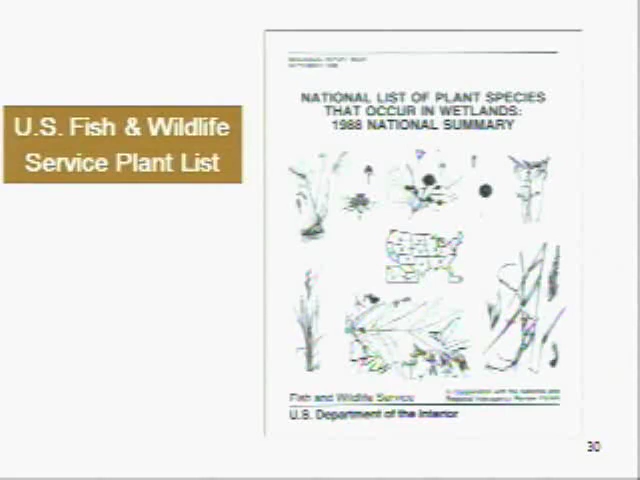 U.S. Fish & Wildlife
Service Plant List
NATIONAL LIST OF PLANT SPECIES
THAT OCCUR IN WETLANDS:
1988 NATIONAL SUMMARY
Fish and Wildlife Service
U.S. Department of the Interior
30